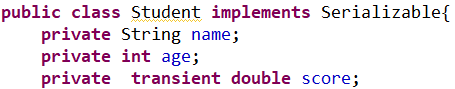 public class Student implements Serializable{
    private String name;
    private int age;
    private  transient double score;